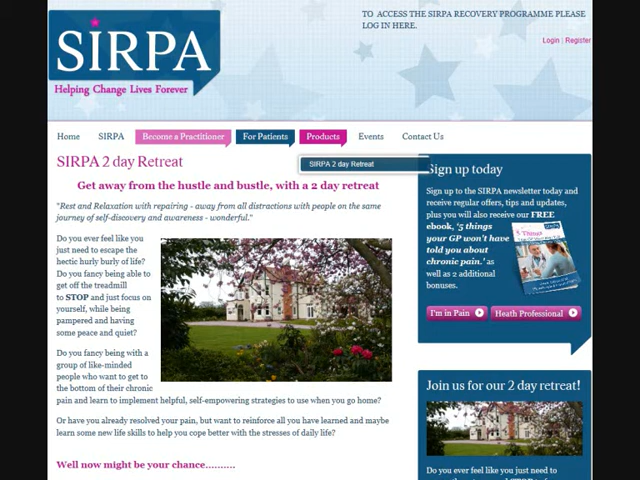 TO ACCESS THE SIRPA RECOVERY PROGRAMME PLEASE
LOG IN HERE.
Login | Register
SIRPA
Helping Change Lives Forever
Home SIRPA Become a Practitioner For Patients Products Events Contact Us
SIRPA 2 day Retreat
SIRPA 2 day Retreat
Get away from the hustle and bustle, with a 2 day retreat
"Rest and Relaxation with repairing - away from all distractions with people on the same
journey of self-discovery and awareness - wonderful."
Do you ever feel like you
just need to escape the
hectic hurly burly of life?
Do you fancy being able to
get off the treadmill
to STOP and just focus on
yourself, while being
pampered and having
some peace and quiet?
Do you fancy being with a
group of like-minded
people who want to get to
the bottom of their chronic
pain and learn to implement helpful, self-empowering strategies to use when you go home?
Or have you already resolved your pain, but want to reinforce all you have learned and maybe
learn some new life skills to help you cope better with the stresses of daily life?
Well now might be your chance..........
Sign up today
Sign up to the SIRPA newsletter today and
receive regular offers, tips and updates,
plus you will also receive our FREE
ebook, '5 things
your GP won't have
told you about
chronic pain.' as
well as 2 additional
bonuses.
5 Things
I'm in Pain Heath Professional
Join us for our 2 day retreat!
Do you ever feel like you just need to